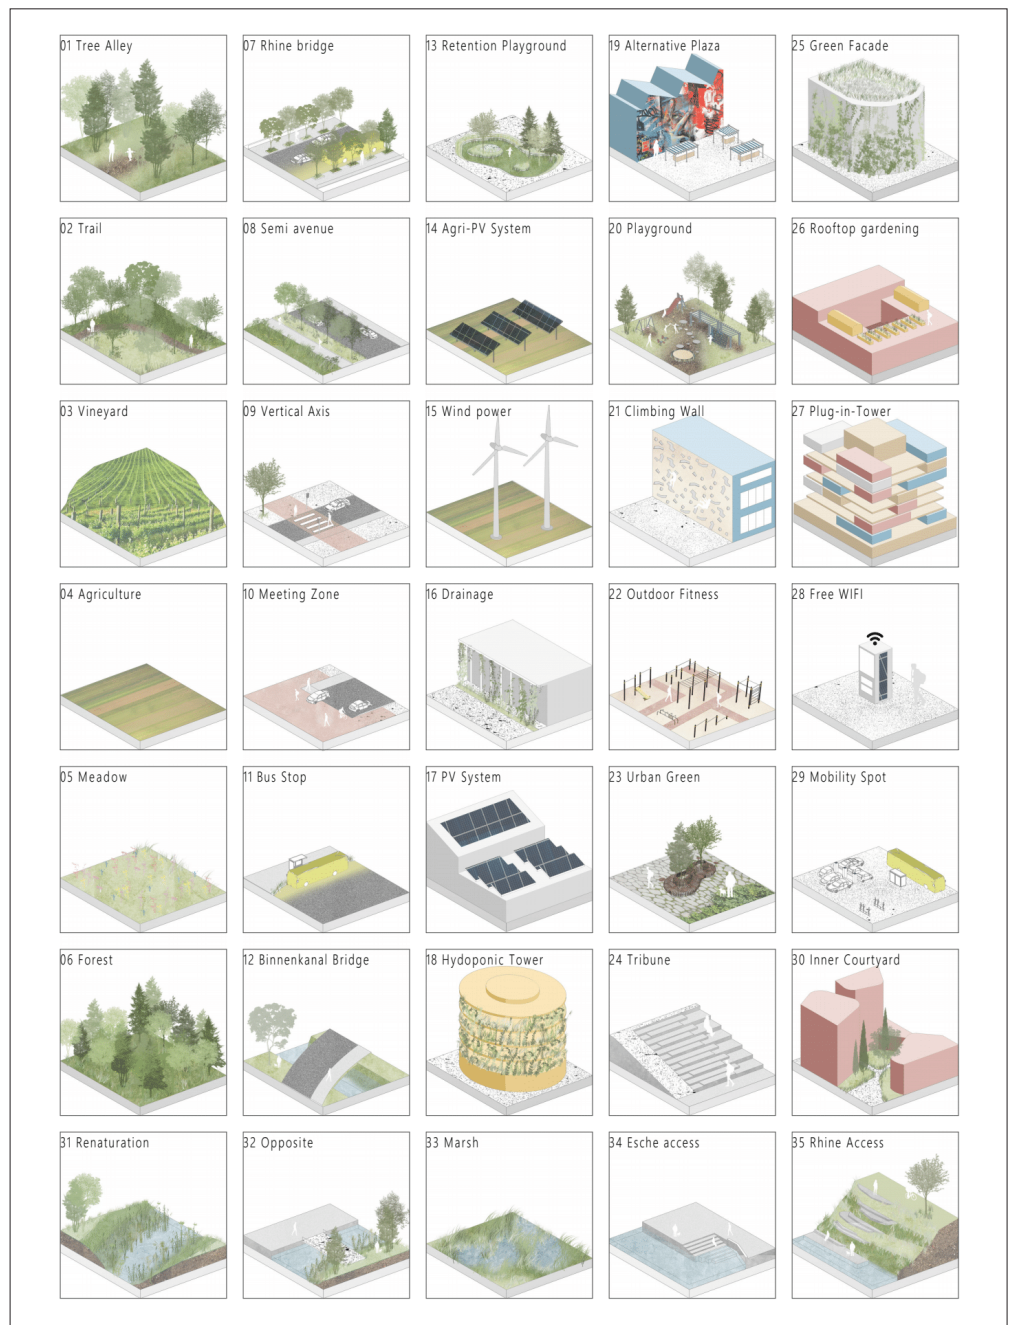 01 Tree Alley
07 Rhine bridge
13 Retention Playground
19 Alternative Plaza
25 Green Facade
02 Trail
08 Semi avenue
14 Agri-PV System
20 Playground
26 Rooftop gardening
03 Vineyard
09 Vertical Axis
15 Wind power
21 Climbing Wall
27 Plug-in-Tower
04 Agriculture
10 Meeting Zone
16 Drainage
22 Outdoor Fitness
28 Free WIFI
05 Meadow
11 Bus Stop
17 PV System
23 Urban Green
29 Mobility Spot
06 Forest
12 Binnenkanal Bridge
18 Hydoponic Tower
24 Tribune
30 Inner Courtyard
31 Renaturation
32 Opposite
33 Marsh
34 Esche access
35 Rhine Access